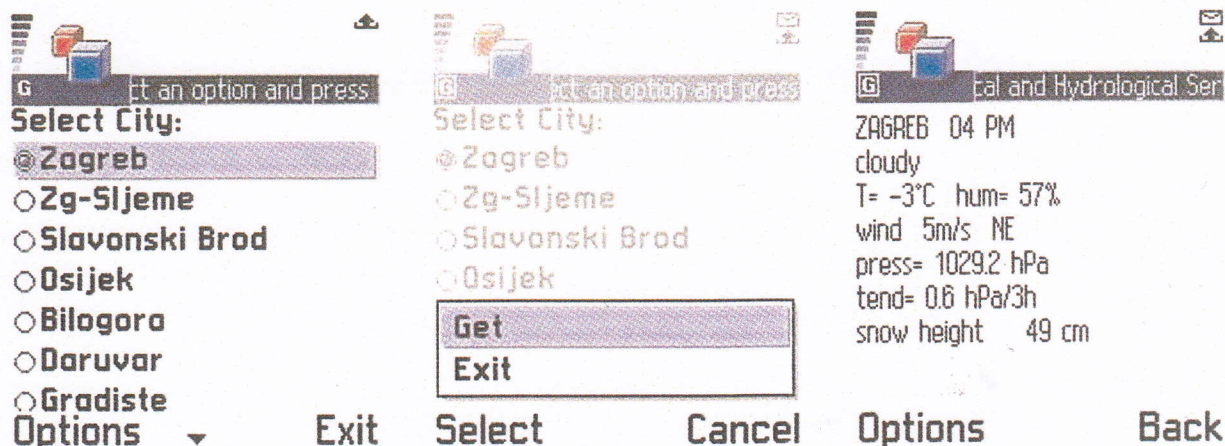 G
ct an option and press
Select City:
Zagreb
Zg-Sljeme
Slavonski Brod
Osijek
Bilogora
Daruvar
Gradiste
Options Exit
G
ect an option and press
Select City:
Zagreb
Zg-Sljeme
Slavonski Brod
Osijek
Get
Exit
Select Cancel
G
cal and Hydrological Ser
ZAGREB 04 PM
cloudy
T= -3°C hum= 57%
wind 5m/s NE
press= 1029.2 hPa
tend= 0.6 hPa/3h
snow height 49 cm
Options Back